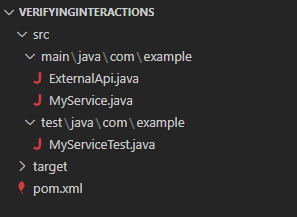 VERIFYINGINTERACTIONS
src
main\java\com\example
ExternalApi.java
MyService.java
test\java\com\example
MyServiceTest.java
target
pom.xml